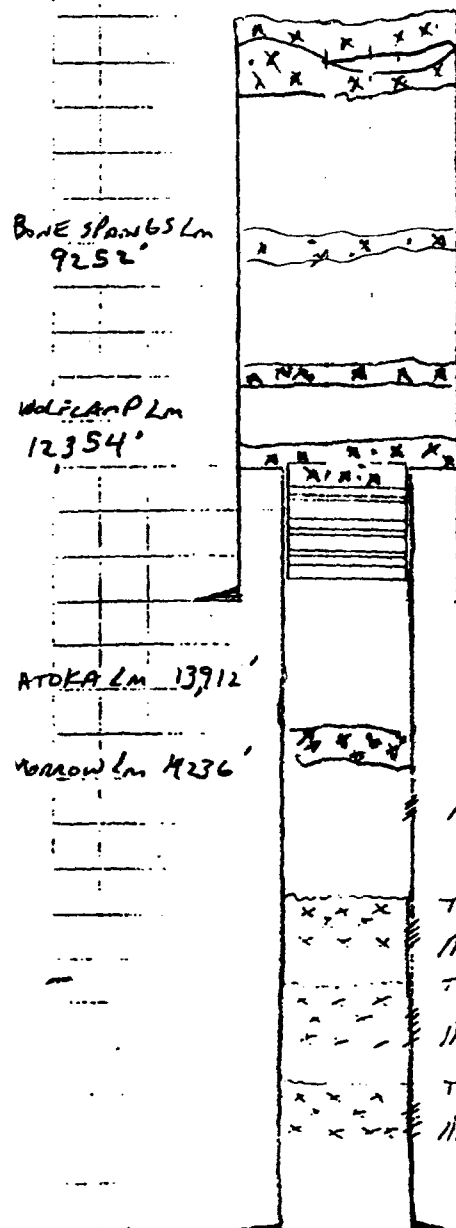 BONE SPRINGS Lm
9252'
WOLFCAMP Lm
12354'
ATOKA Lm 13,912'
MORROW Lm 14236'